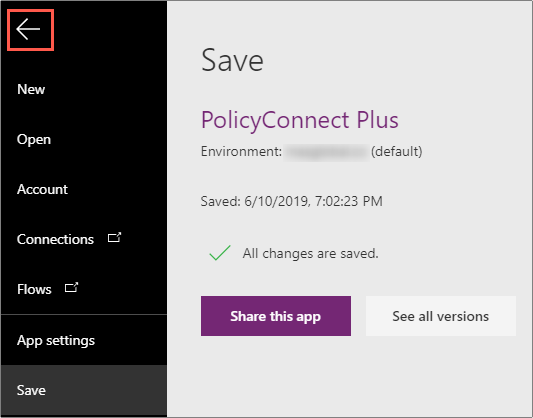 New
Open
Account
Connections
Flows
App settings
Save
Save
PolicyConnect Plus
Environment: (default)
Saved: 6/10/2019, 7:02:23 PM
All changes are saved.
Share this app
See all versions